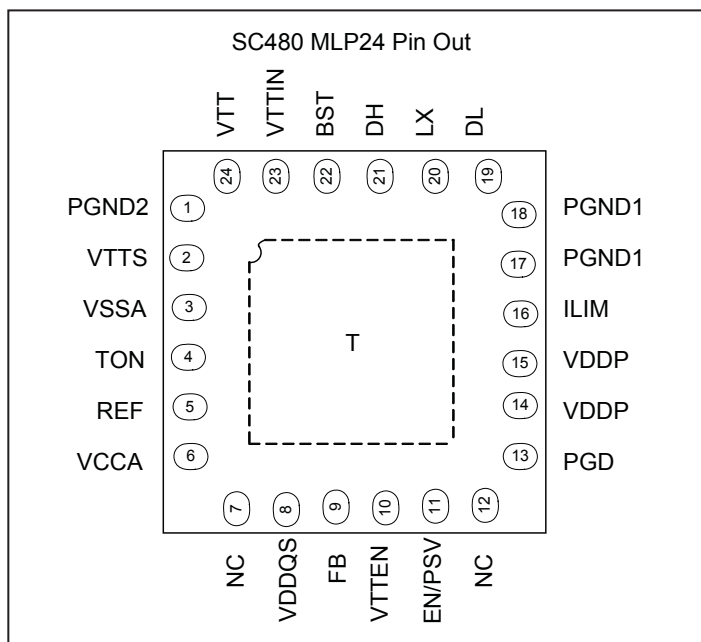 SC480 MLP24 Pin Out
VTT
VTTIN
BST
DH
LX
DL
24
23
22
21
20
19
PGND2
1
VTTS
2
VSSA
3
TON
4
REF
5
VCCA
6
18
PGND1
17
PGND1
16
ILIM
15
VDDP
14
VDDP
13
PGD
T
7
8
9
10
11
12
NC
VDDQS
FB
VTTEN
EN/PSV
NC